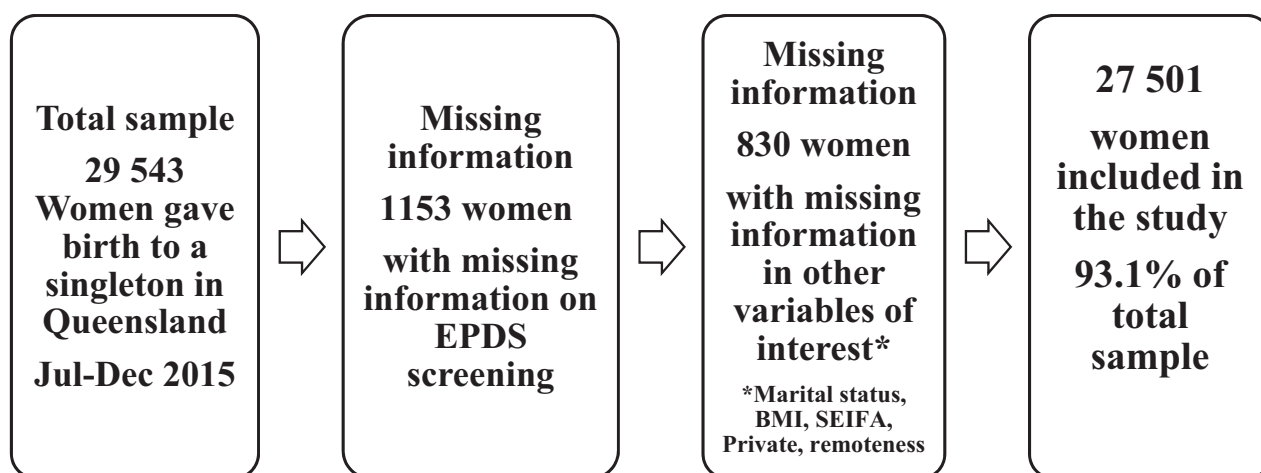 Total sample
29 543
Women gave
birth to a
singleton in
Queensland
Jul-Dec 2015
Missing
information
1153 women
with missing
information on
EPDS
screening
Missing
information
830 women
with missing
information
in other
variables of
interest*
*Marital status,
BMI, SEIFA,
Private, remoteness
27 501
women
included in
the study
93.1% of
total
sample